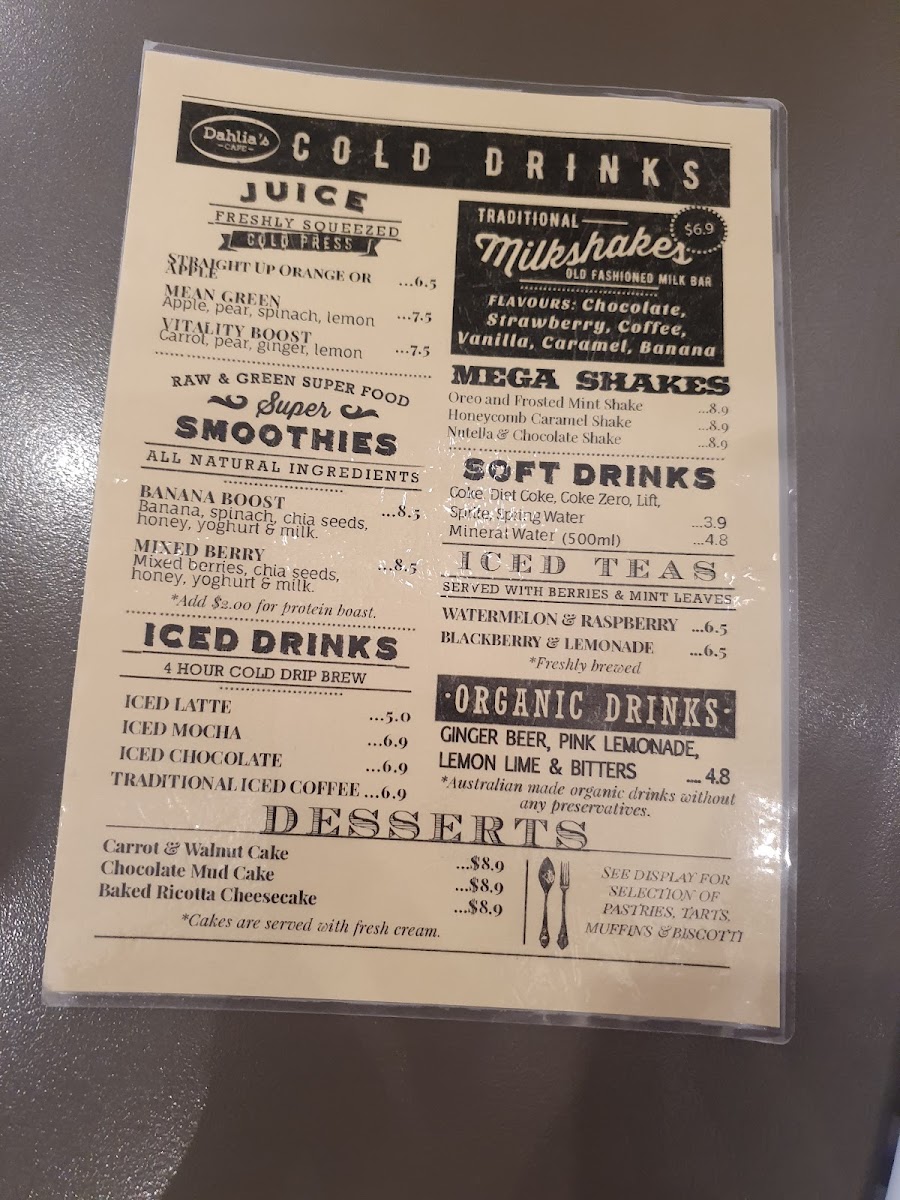 Dahlia's
-CAFE-
COLD DRINKS
JUICE
FRESHLY SQUEEZED
COLD PRESS
STRAIGHT UP ORANGE OR
APPLE ...6.5
MEAN GREEN
Apple, pear, spinach, lemon ...7.5
VITALITY BOOST
Carrot, pear, ginger, lemon ...7.5
RAW & GREEN SUPER FOOD
Super
SMOOTHIES
ALL NATURAL INGREDIENTS
BANANA BOOST ...8.5
Banana, spinach, chia seeds,
honey, yoghurt & milk.
MIXED BERRY ...8.5
Mixed berries, chia seeds,
honey, yoghurt & milk.
*Add $2.00 for protein boast.
ICED DRINKS
4 HOUR COLD DRIP BREW
ICED LATTE ...5.0
ICED MOCHA ...6.9
ICED CHOCOLATE ...6.9
TRADITIONAL ICED COFFEE ...6.9
TRADITIONAL
Milkshakes
$6.9
OLD FASHIONED MILK BAR
FLAVOURS: Chocolate,
Strawberry, Coffee,
Vanilla, Caramel, Banana
MEGA SHAKES
Oreo and Frosted Mint Shake ...8.9
Honeycomb Caramel Shake ...8.9
Nutella & Chocolate Shake ...8.9
SOFT DRINKS
Coke, Diet Coke, Coke Zero, Lift,
Sprite, Spring Water ...3.9
Mineral Water (500ml) ...4.8
ICED TEAS
SERVED WITH BERRIES & MINT LEAVES
WATERMELON & RASPBERRY ...6.5
BLACKBERRY & LEMONADE ...6.5
*Freshly brewed
·ORGANIC DRINKS·
GINGER BEER, PINK LEMONADE,
LEMON LIME & BITTERS .... 4.8
*Australian made organic drinks without
any preservatives.
DESSERTS
Carrot & Walnut Cake ...$8.9
Chocolate Mud Cake ...$8.9
Baked Ricotta Cheesecake ...$8.9
*Cakes are served with fresh cream.
SEE DISPLAY FOR
SELECTION OF
PASTRIES, TARTS,
MUFFINS & BISCOTTI